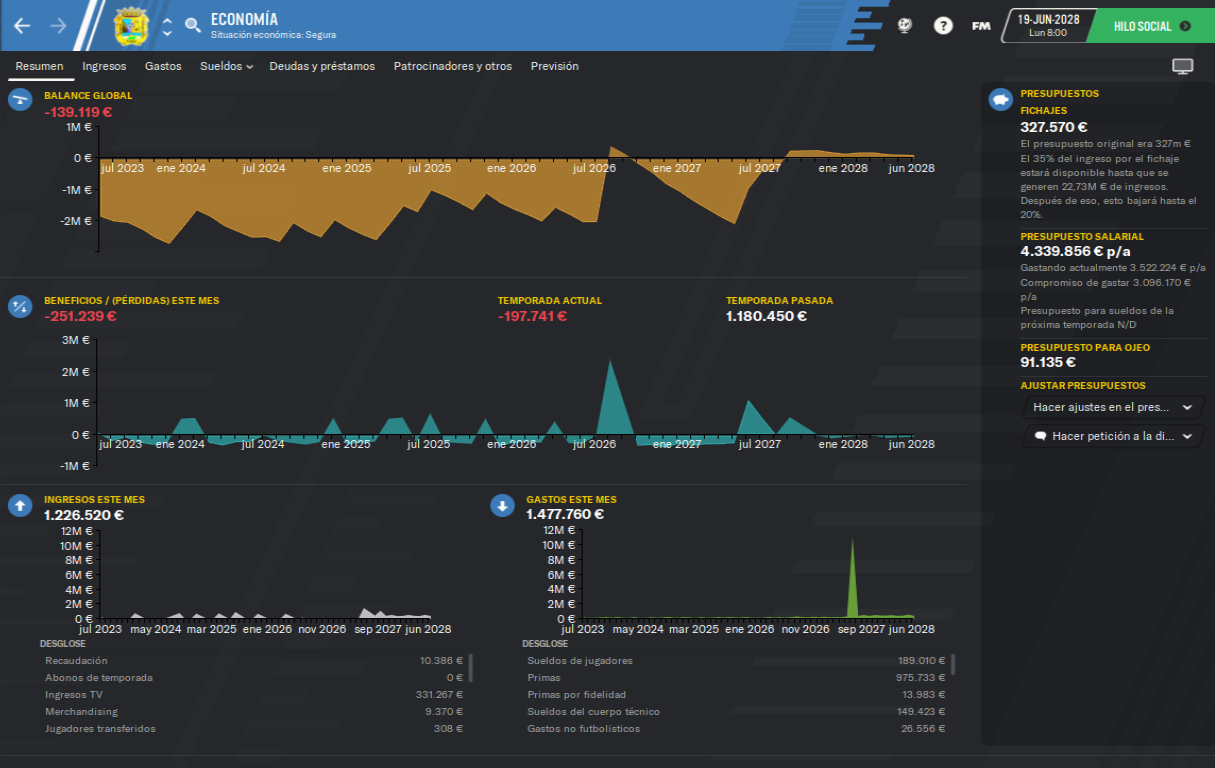 ECONOMÍA
Situación económica: Segura
?
FM
19-JUN-2028
Lun 8:00
HILO SOCIAL
Resumen
Ingresos
Gastos
Sueldos
Deudas y préstamos
Patrocinadores y otros
Previsión
BALANCE GLOBAL
-139.119 €
1M €
0 €
-1M €
-2M €
jul 2023
ene 2024
jul 2024
ene 2025
jul 2025
ene 2026
jul 2026
ene 2027
jul 2027
ene 2028
jun 2028
BENEFICIOS / (PÉRDIDAS) ESTE MES
-251.239 €
TEMPORADA ACTUAL
-197.741 €
TEMPORADA PASADA
1.180.450 €
3M €
2M €
1M €
0 €
-1M €
jul 2023
ene 2024
jul 2024
ene 2025
jul 2025
ene 2026
jul 2026
ene 2027
jul 2027
ene 2028
jun 2028
INGRESOS ESTE MES
1.226.520 €
12M €
10M €
8M €
6M €
4M €
2M €
0 €
jul 2023
may 2024
mar 2025
ene 2026
nov 2026
sep 2027
jun 2028
DESGLOSE
Recaudación 10.386 €
Abonos de temporada 0 €
Ingresos TV 331.267 €
Merchandising 9.370 €
Jugadores transferidos 308 €
GASTOS ESTE MES
1.477.760 €
12M €
10M €
8M €
6M €
4M €
2M €
0 €
jul 2023
may 2024
mar 2025
ene 2026
nov 2026
sep 2027
jun 2028
DESGLOSE
Sueldos de jugadores 189.010 €
Primas 975.733 €
Primas por fidelidad 13.983 €
Sueldos del cuerpo técnico 149.423 €
Gastos no futbolísticos 26.556 €
PRESUPUESTOS
FICHAJES
327.570 €
El presupuesto original era 327m €
El 35% del ingreso por el fichaje
estará disponible hasta que se
generen 22,73M € de ingresos.
Después de eso, esto bajará hasta el
20%.
PRESUPUESTO SALARIAL
4.339.856 € p/a
Gastando actualmente 3.522.224 € p/a
Compromiso de gastar 3.096.170 €
p/a
Presupuesto para sueldos de la
próxima temporada N/D
PRESUPUESTO PARA OJEO
91.135 €
AJUSTAR PRESUPUESTOS
Hacer ajustes en el pres...
Hacer petición a la di...